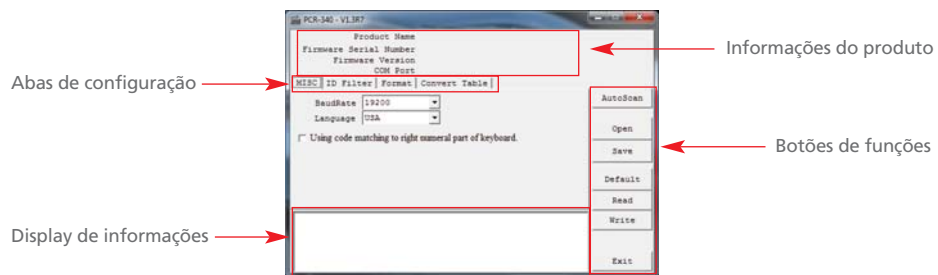 PCR-340 - V1.3R7
Product Name
Firmware Serial Number
Firmware Version
COM Port
Informações do produto
Abas de configuração
MISC ID Filter Format Convert Table
BaudRate 19200
Language USA
Using code matching to right numeral part of keyboard.
AutoScan
Open
Save
Default
Read
Write
Exit
Botões de funções
Display de informações